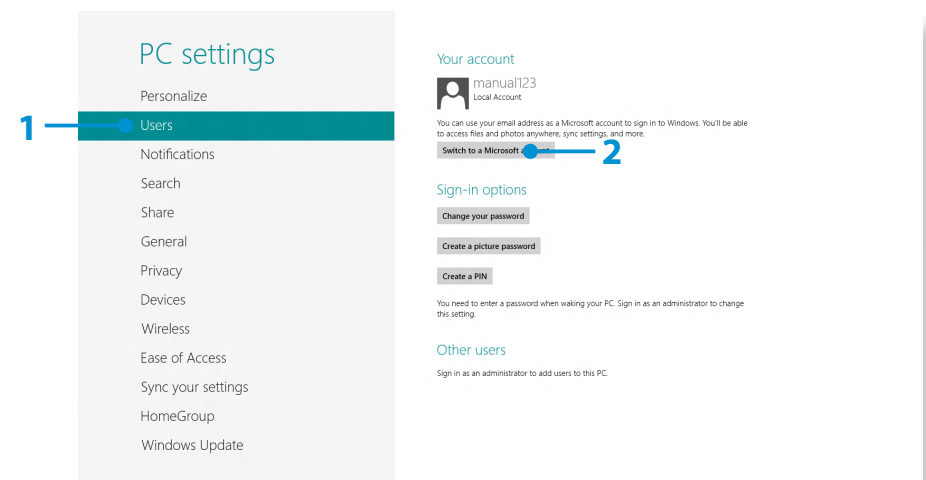 PC settings
Personalize
1
Users
Notifications
Search
Share
General
Privacy
Devices
Wireless
Ease of Access
Sync your settings
HomeGroup
Windows Update
Your account
manual123
Local Account
You can use your email address as a Microsoft account to sign in to Windows. You'll be able
to access files and photos anywhere, sync settings, and more.
Switch to a Microsoft account
2
Sign-in options
Change your password
Create a picture password
Create a PIN
You need to enter a password when waking your PC. Sign in as an administrator to change
this setting.
Other users
Sign in as an administrator to add users to this PC.